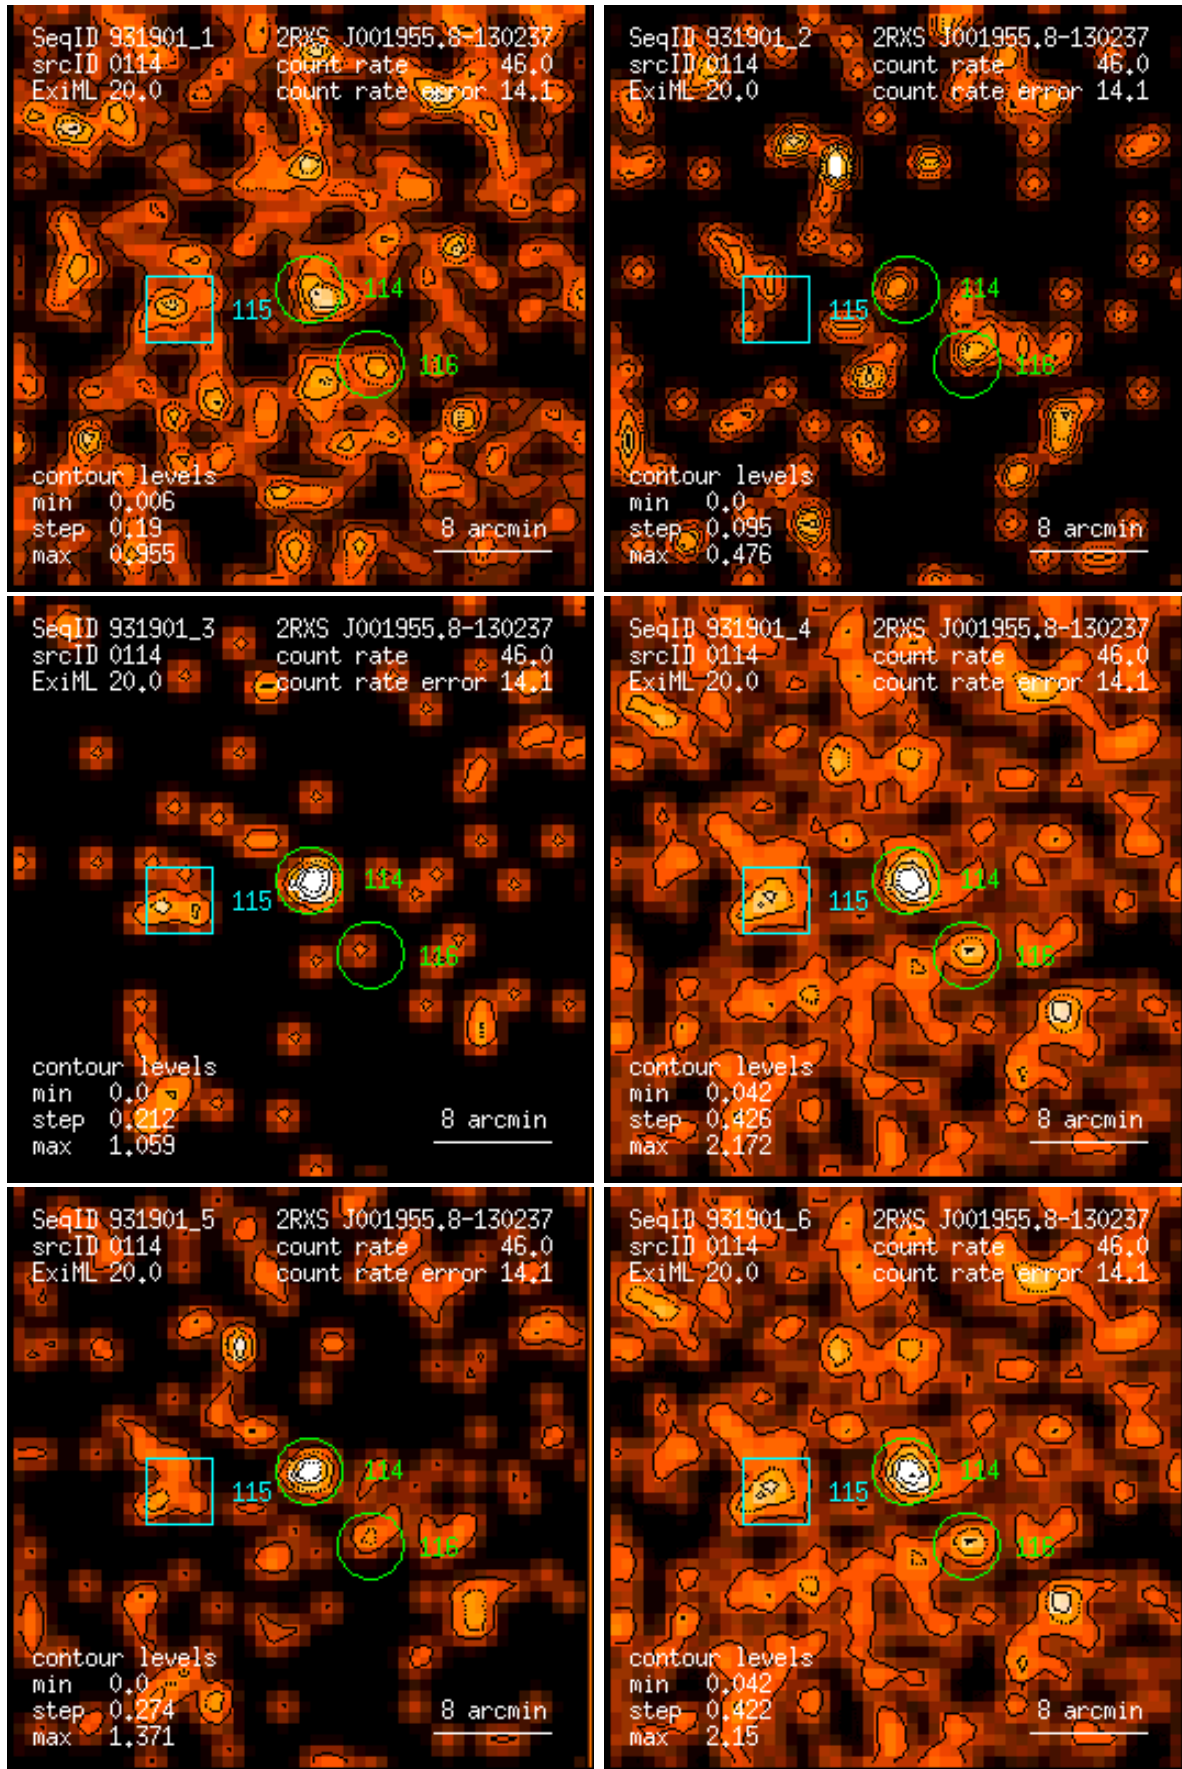 SeqID 931901_1 2RXS J001955.8-130237
srcID 0114 count rate 46.0
ExiML 20.0 count rate error 14.1
114
115
116
contour levels
min 0.006
step 0.19 8 arcmin
max 0.955
SeqID 931901_2 2RXS J001955.8-130237
srcID 0114 count rate 46.0
ExiML 20.0 count rate error 14.1
114
115
116
contour levels
min 0.0
step 0.095 8 arcmin
max 0.476
SeqID 931901_3 2RXS J001955.8-130237
srcID 0114 count rate 46.0
ExiML 20.0 count rate error 14.1
114
115
116
contour levels
min 0.0
step 0.212 8 arcmin
max 1.059
SeqID 931901_4 2RXS J001955.8-130237
srcID 0114 count rate 46.0
ExiML 20.0 count rate error 14.1
114
115
116
contour levels
min 0.042
step 0.426 8 arcmin
max 2.172
SeqID 931901_5 2RXS J001955.8-130237
srcID 0114 count rate 46.0
ExiML 20.0 count rate error 14.1
114
115
116
contour levels
min 0.0
step 0.274 8 arcmin
max 1.371
SeqID 931901_6 2RXS J001955.8-130237
srcID 0114 count rate 46.0
ExiML 20.0 count rate error 14.1
114
115
116
contour levels
min 0.042
step 0.422 8 arcmin
max 2.15